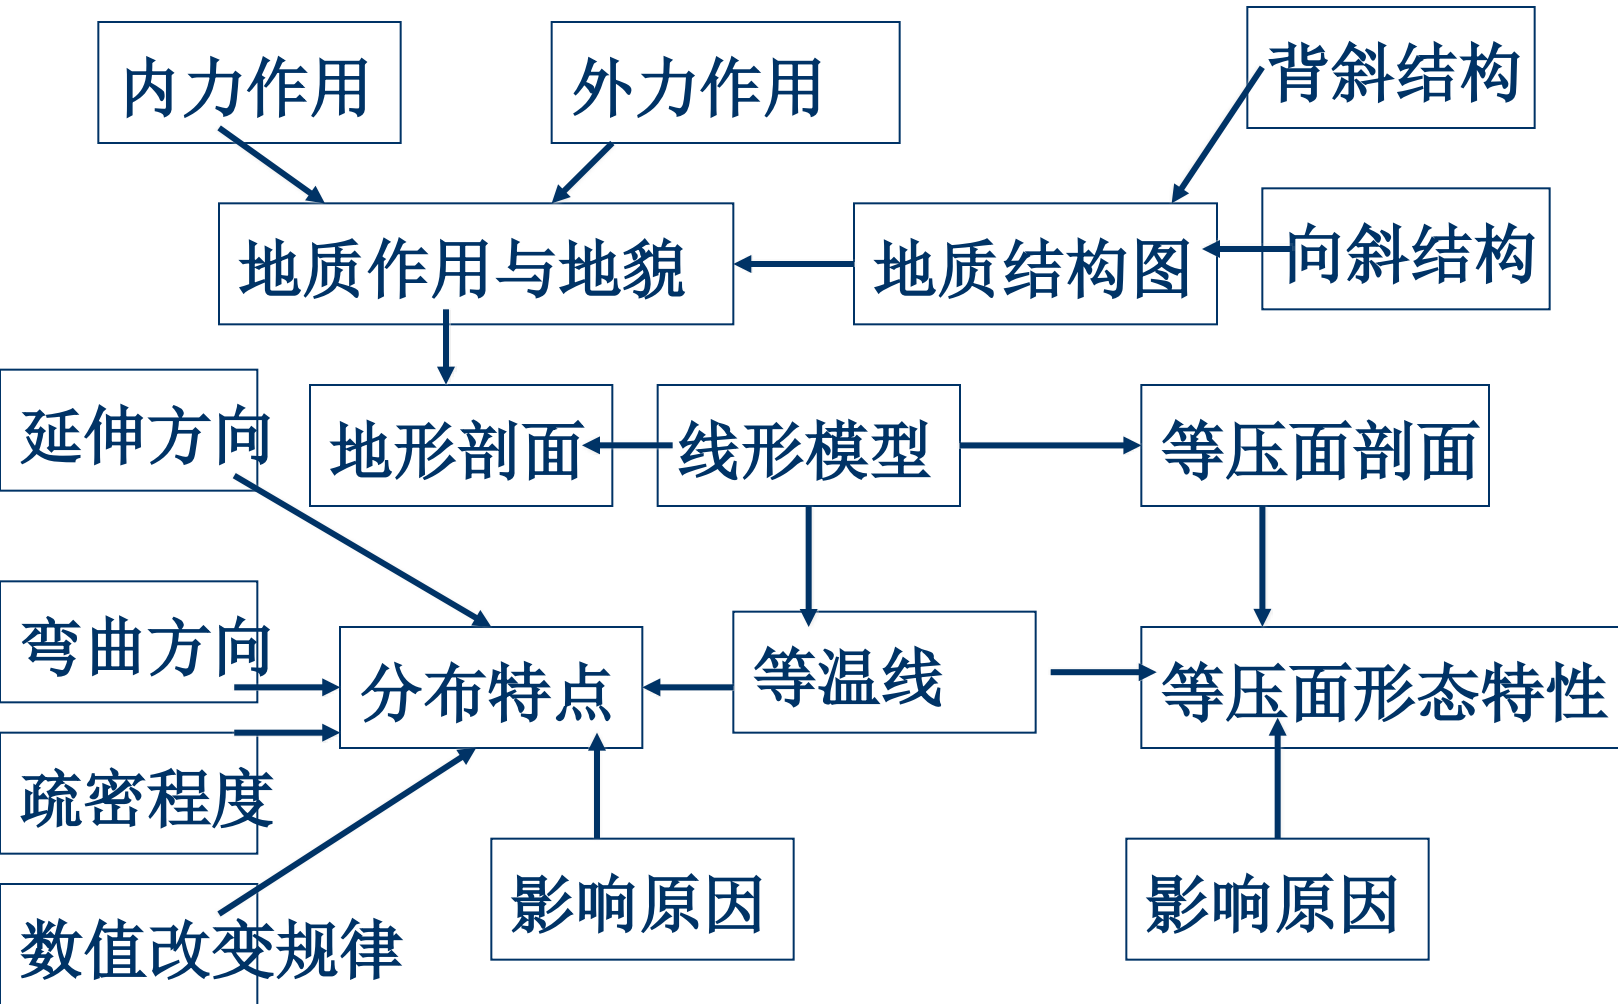 内力作用
外力作用
背斜结构
地质作用与地貌
地质结构图
向斜结构
延伸方向
地形剖面
线形模型
等压面剖面
弯曲方向
分布特点
等温线
等压面形态特性
疏密程度
影响原因
影响原因
数值改变规律